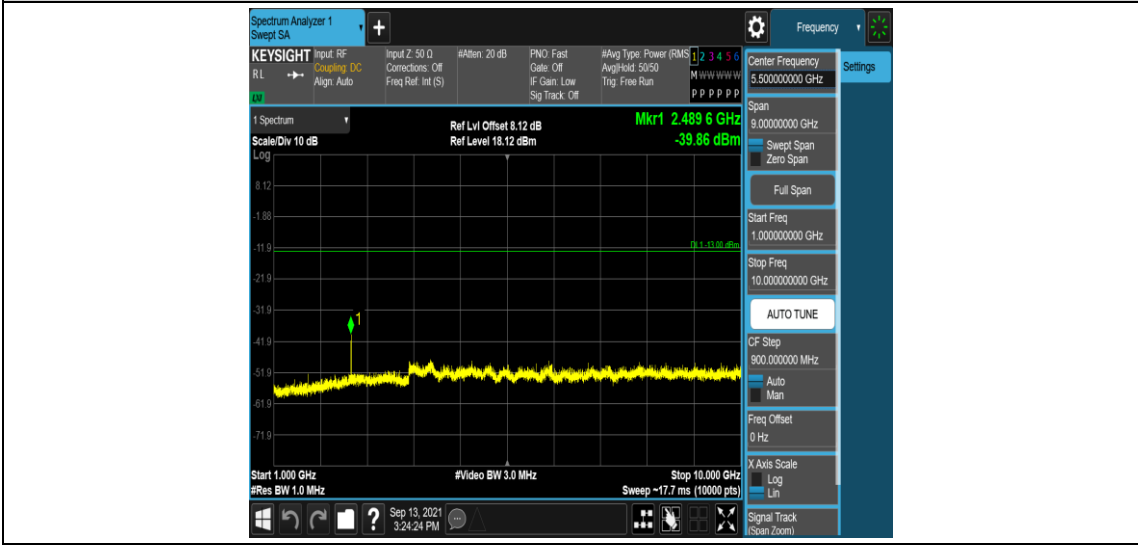 Spectrum Analyzer 1
Swept SA
+
Frequency
KEYSIGHT
RL
LM
Input: RF
Coupling: DC
Align: Auto
Input Z: 50 Ω
Corrections: Off
Freq Ref: Int (S)
#Atten: 20 dB
PNO: Fast
Gate: Off
IF Gain: Low
Sig Track: Off
#Avg Type: Power (RMS
Avg|Hold: 50/50
Trig: Free Run
1 2 3 4 5 6
M W W W W W
P P P P P P
1 Spectrum
Scale/Div 10 dB
Log
Ref Lvl Offset 8.12 dB
Ref Level 18.12 dBm
Mkr1 2.489 6 GHz
-39.86 dBm
8.12
-1.88
-11.9
DL1 -13.00 dBm
-21.9
-31.9
1
-41.9
-51.9
-61.9
-71.9
Start 1.000 GHz
#Res BW 1.0 MHz
#Video BW 3.0 MHz
Stop 10.000 GHz
Sweep ~17.7 ms (10000 pts)
?
Sep 13, 2021
3:24:24 PM
Center Frequency
5.500000000 GHz
Span
9.00000000 GHz
Swept Span
Zero Span
Full Span
Start Freq
1.000000000 GHz
Stop Freq
10.000000000 GHz
AUTO TUNE
CF Step
900.000000 MHz
Auto
Man
Freq Offset
0 Hz
X Axis Scale
Log
Lin
Signal Track
(Span Zoom)
Settings